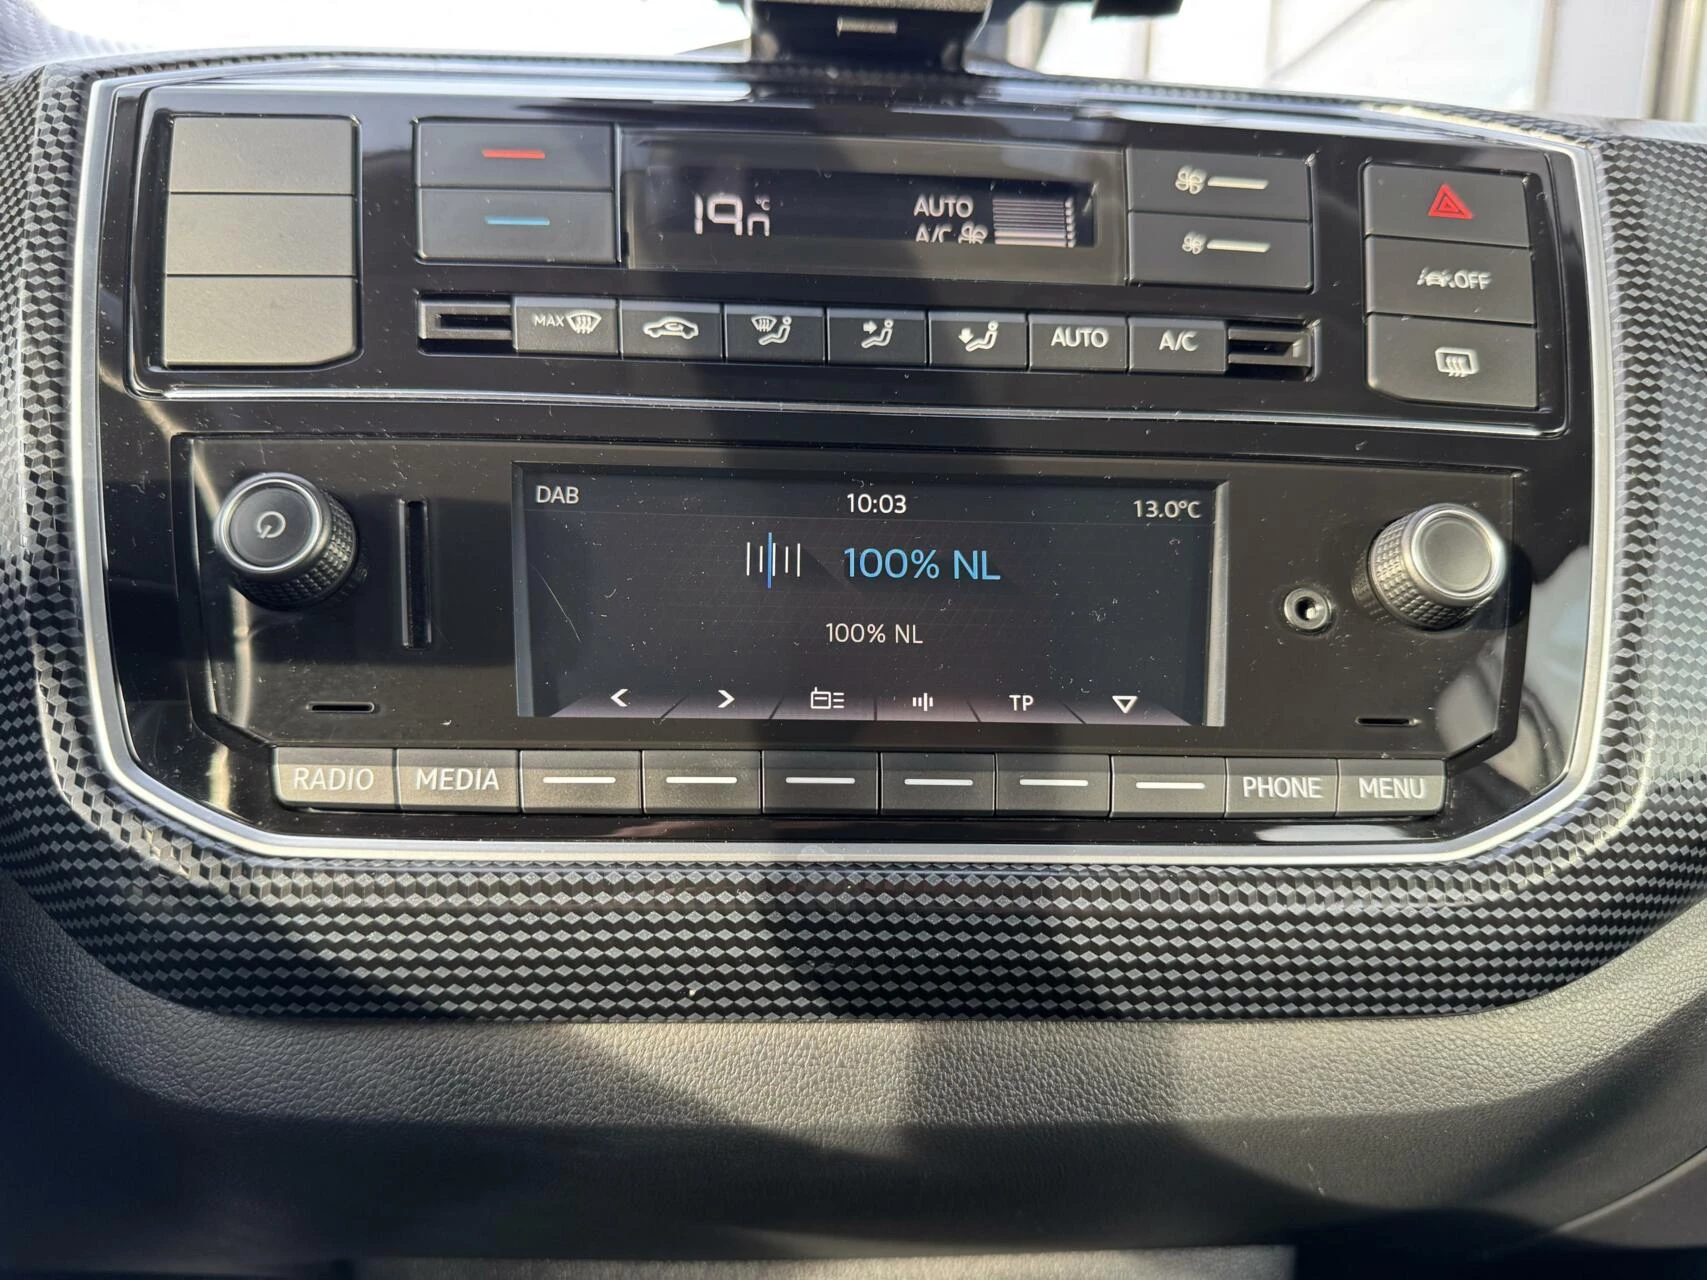 19.0 °C
AUTO
A/C
OFF
MAX
AUTO
A/C
DAB
10:03
13.0°C
100% NL
100% NL
TP
RADIO
MEDIA
PHONE
MENU